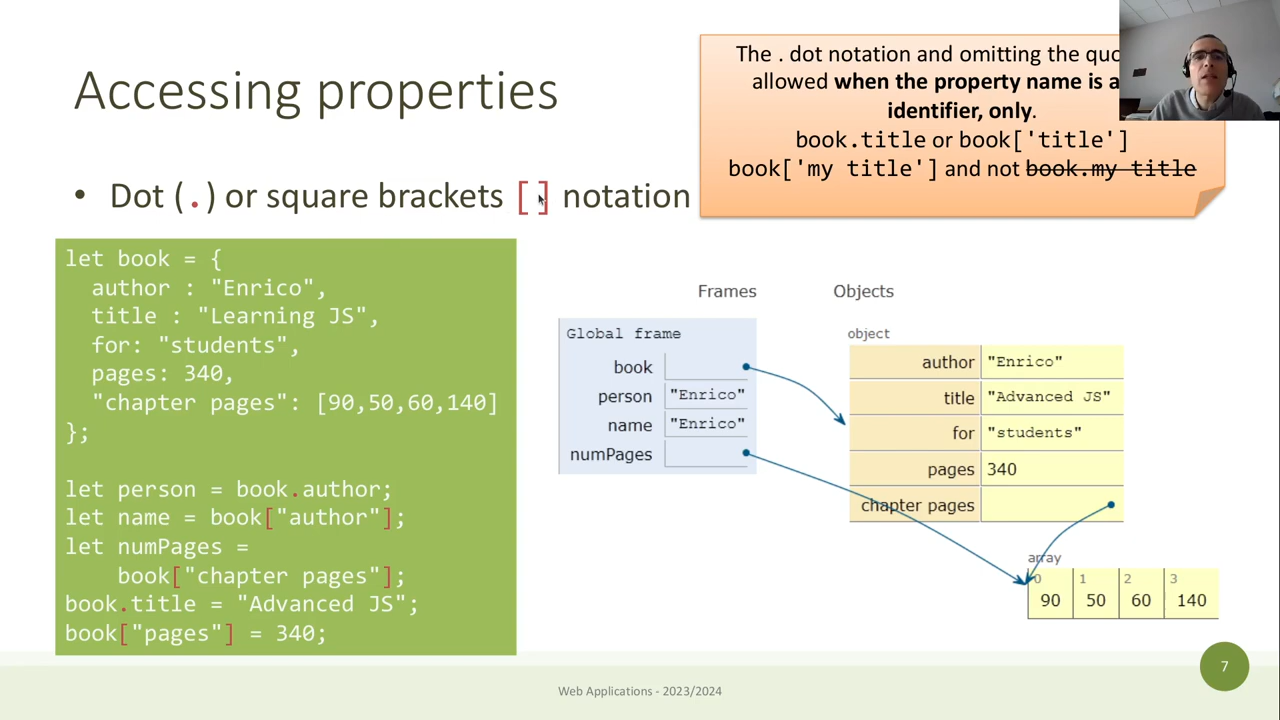 Accessing properties
The . dot notation and omitting the quo
allowed when the property name is a
identifier, only.
book.title or book['title']
book['my title'] and not book.my title
• Dot (.) or square brackets [] notation
let book = {
author : "Enrico",
title : "Learning JS",
for: "students",
pages: 340,
"chapter pages": [90,50,60,140]
};
let person = book.author;
let name = book["author"];
let numPages =
book["chapter pages"];
book.title = "Advanced JS";
book["pages"] = 340;
Frames
Objects
Global frame
book
person "Enrico"
name "Enrico"
numPages
object
author "Enrico"
title "Advanced JS"
for "students"
pages 340
chapter pages
array
0 1 2 3
90 50 60 140
Web Applications - 2023/2024
7